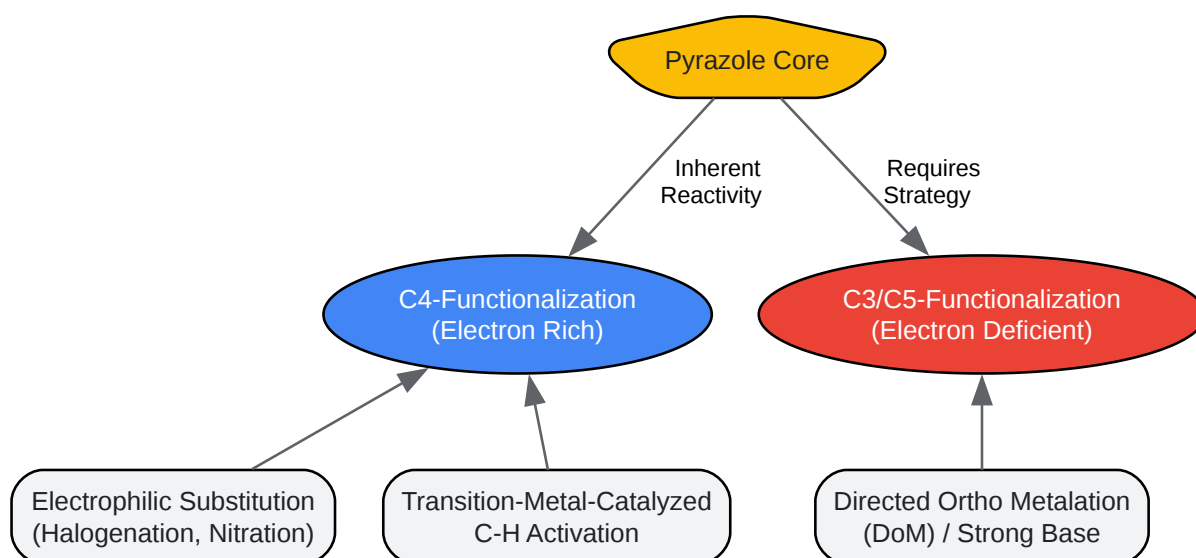 Pyrazole Core
Inherent
Reactivity
Requires
Strategy
C4-Functionalization
(Electron Rich)
C3/C5-Functionalization
(Electron Deficient)
Electrophilic Substitution
(Halogenation, Nitration)
Transition-Metal-Catalyzed
C-H Activation
Directed Ortho Metalation
(DoM) / Strong Base